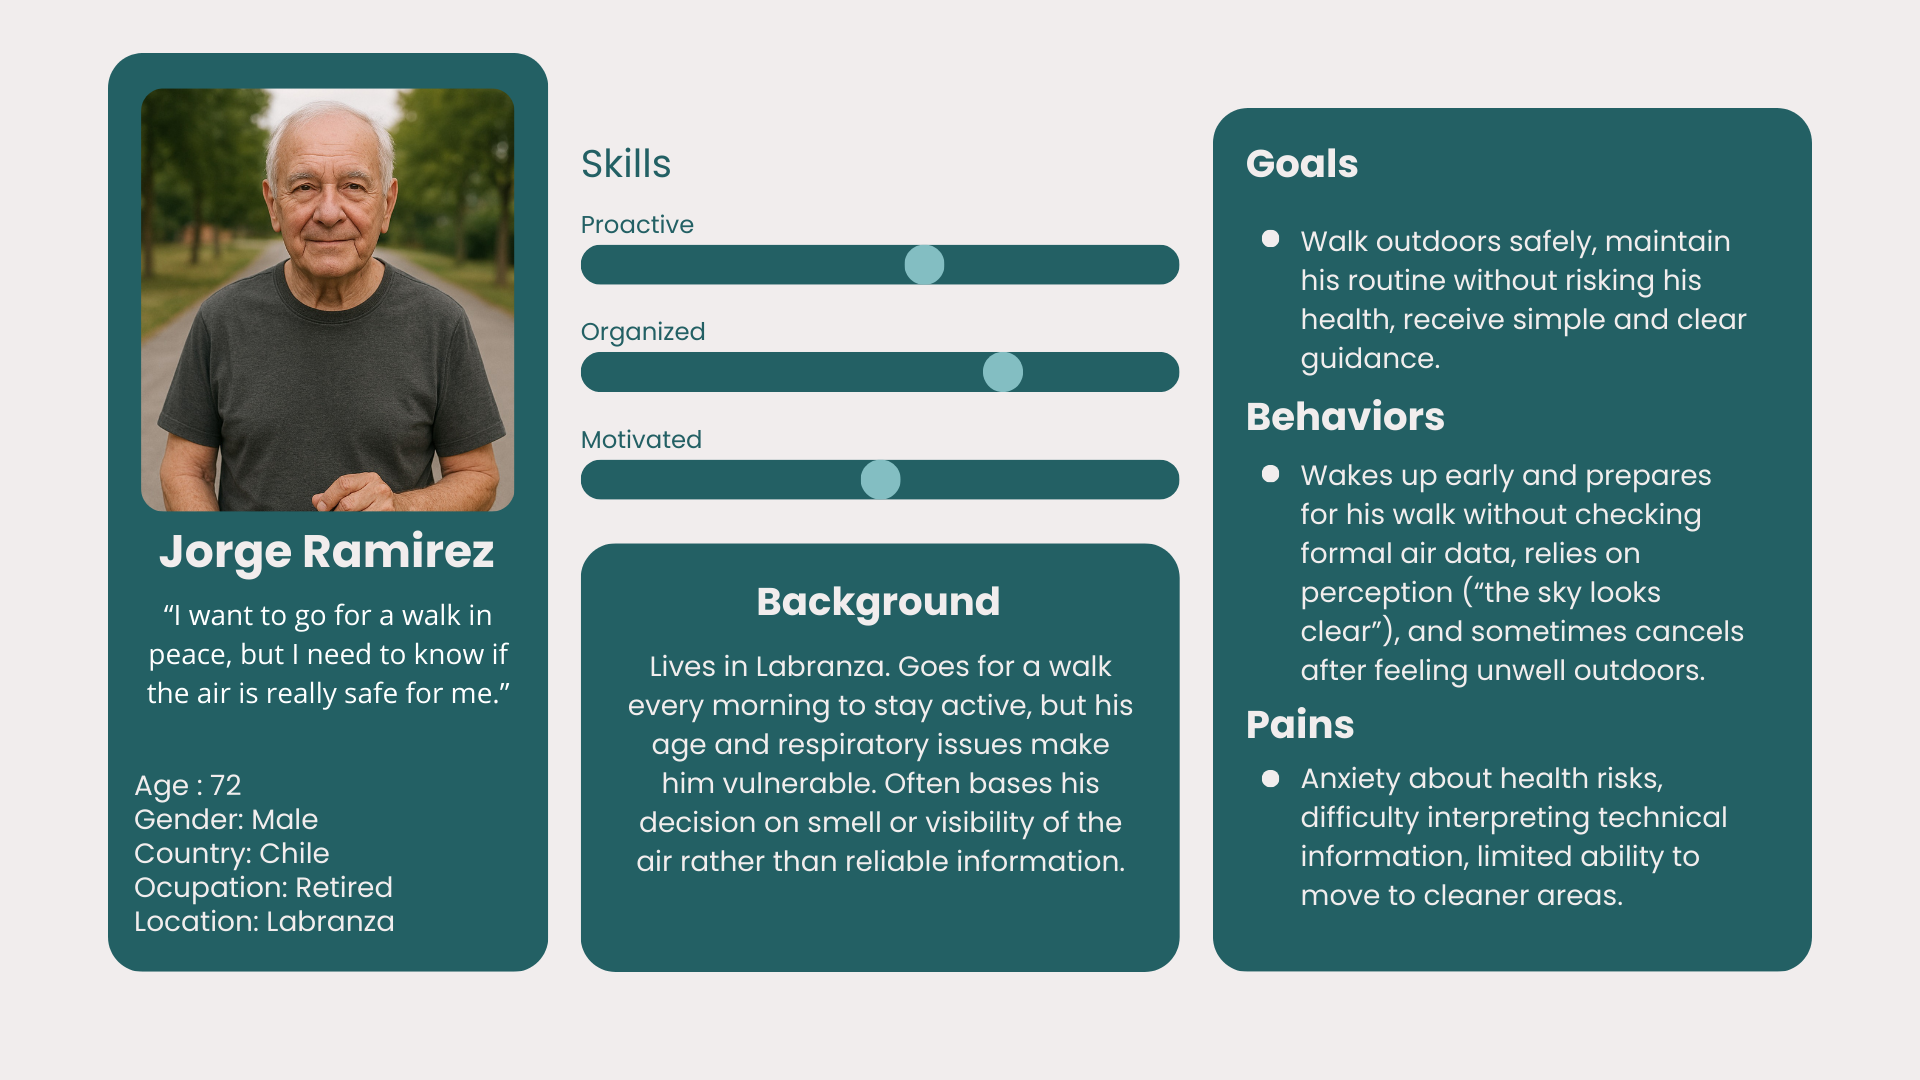 Jorge Ramirez
“I want to go for a walk in
peace, but I need to know if
the air is really safe for me.”
Age : 72
Gender: Male
Country: Chile
Ocupation: Retired
Location: Labranza
Skills
Proactive
Organized
Motivated
Background
Lives in Labranza. Goes for a walk
every morning to stay active, but his
age and respiratory issues make
him vulnerable. Often bases his
decision on smell or visibility of the
air rather than reliable information.
Goals
Walk outdoors safely, maintain
his routine without risking his
health, receive simple and clear
guidance.
Behaviors
Wakes up early and prepares
for his walk without checking
formal air data, relies on
perception (“the sky looks
clear”), and sometimes cancels
after feeling unwell outdoors.
Pains
Anxiety about health risks,
difficulty interpreting technical
information, limited ability to
move to cleaner areas.